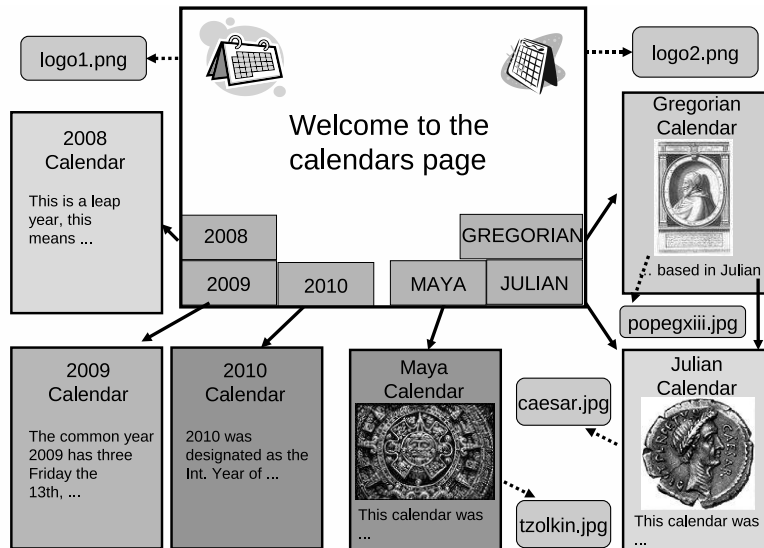 logo1.png
logo2.png
Welcome to the
calendars page
2008
GREGORIAN
2009
2010
MAYA
JULIAN
2008
Calendar
This is a leap
year, this
means ...
Gregorian
Calendar
... based in Julian
popegxiii.jpg
2009
Calendar
The common year
2009 has three
Friday the
13th, ...
2010
Calendar
2010 was
designated as the
Int. Year of ...
Maya
Calendar
This calendar was
...
tzolkin.jpg
caesar.jpg
Julian
Calendar
CAESAR
This calendar was
...